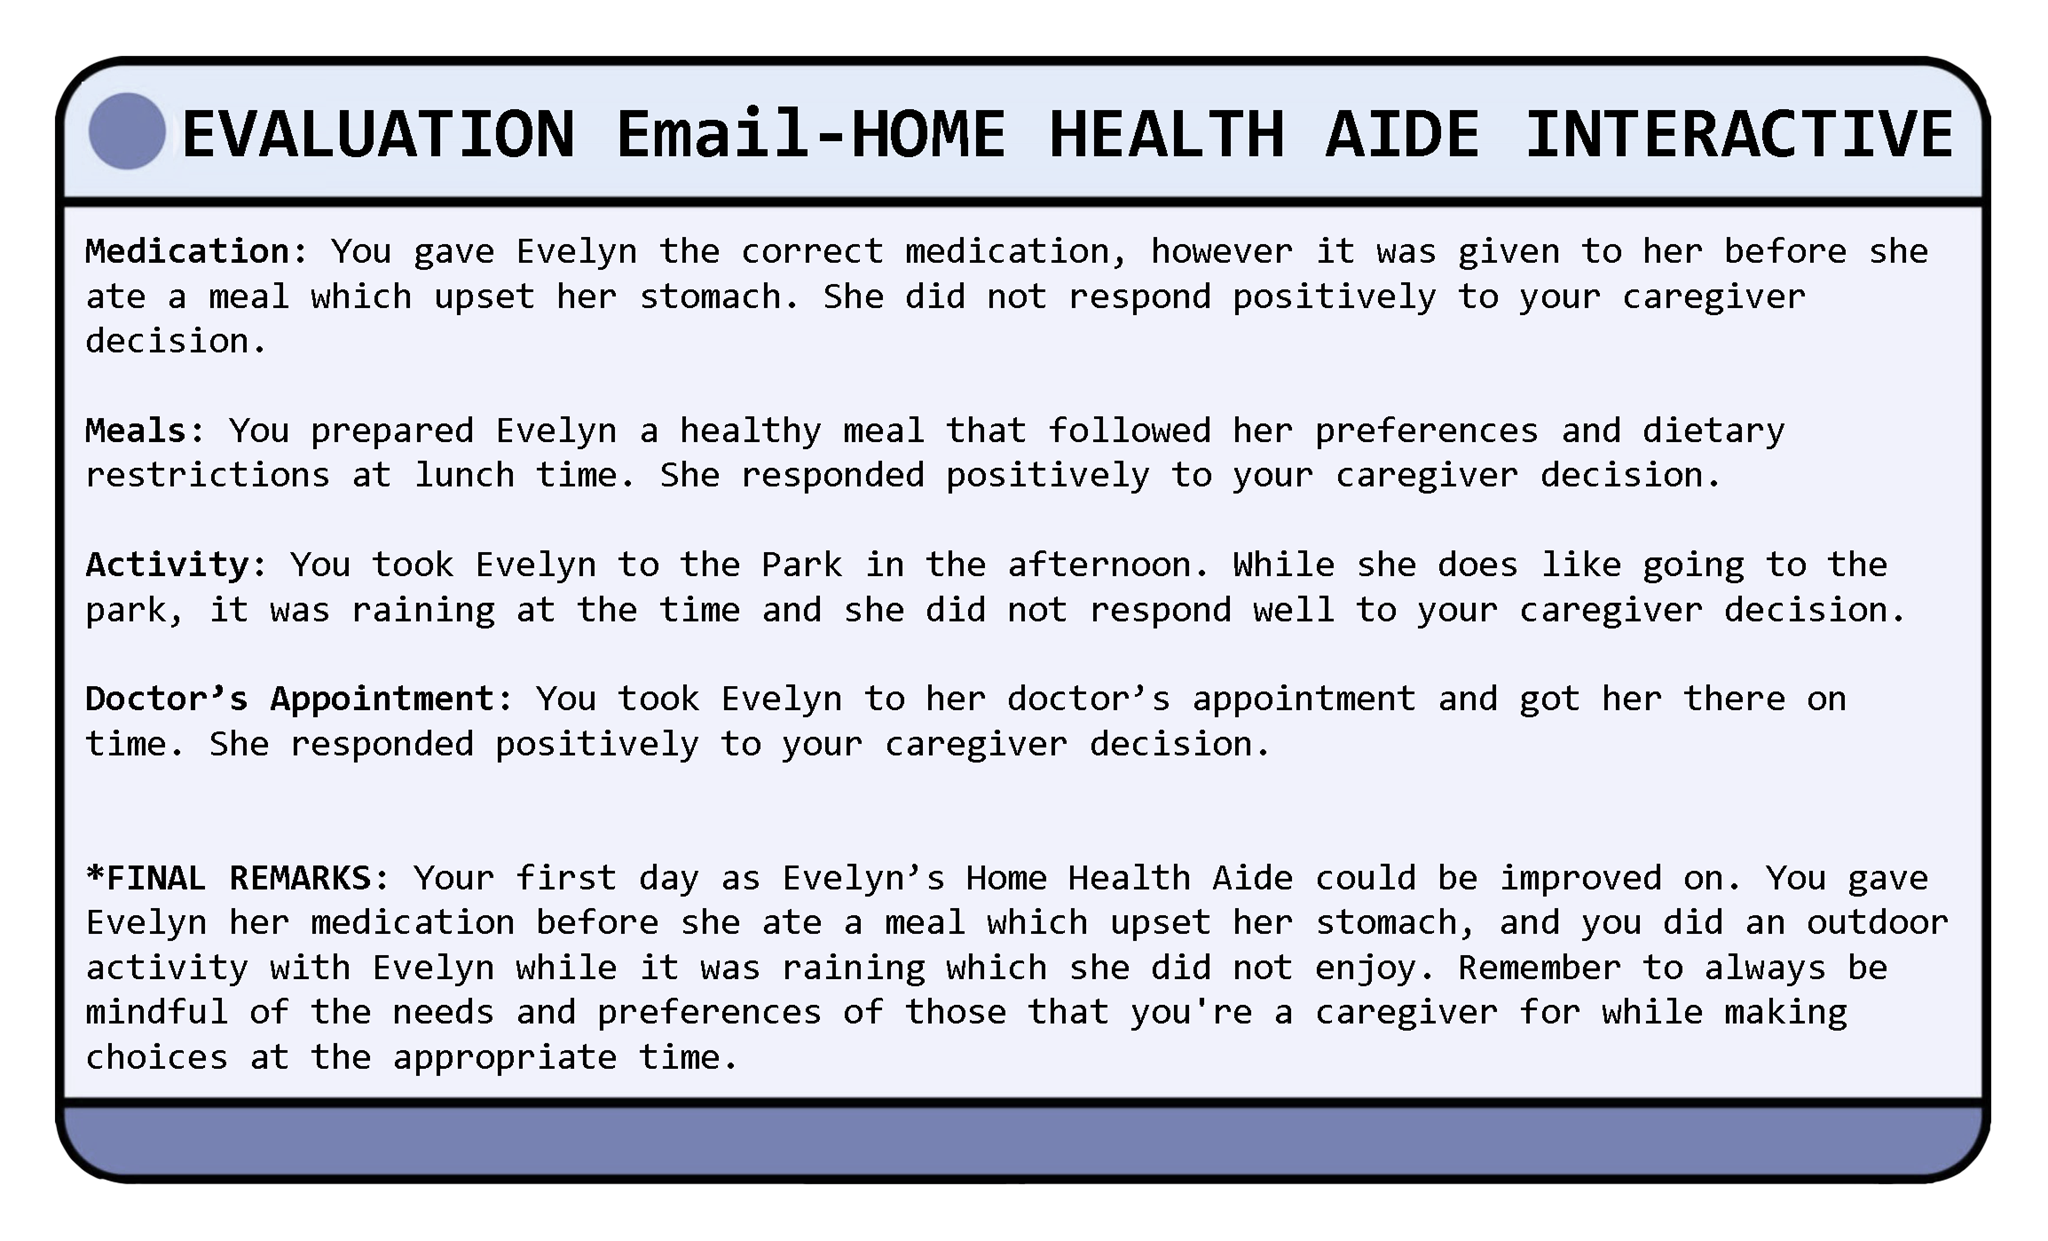 EVALUATION Email-HOME HEALTH AIDE INTERACTIVE
Medication: You gave Evelyn the correct medication, however it was given to her before she
ate a meal which upset her stomach. She did not respond positively to your caregiver
decision.
Meals: You prepared Evelyn a healthy meal that followed her preferences and dietary
restrictions at lunch time. She responded positively to your caregiver decision.
Activity: You took Evelyn to the Park in the afternoon. While she does like going to the
park, it was raining at the time and she did not respond well to your caregiver decision.
Doctor’s Appointment: You took Evelyn to her doctor’s appointment and got her there on
time. She responded positively to your caregiver decision.
*FINAL REMARKS: Your first day as Evelyn’s Home Health Aide could be improved on. You gave
Evelyn her medication before she ate a meal which upset her stomach, and you did an outdoor
activity with Evelyn while it was raining which she did not enjoy. Remember to always be
mindful of the needs and preferences of those that you're a caregiver for while making
choices at the appropriate time.